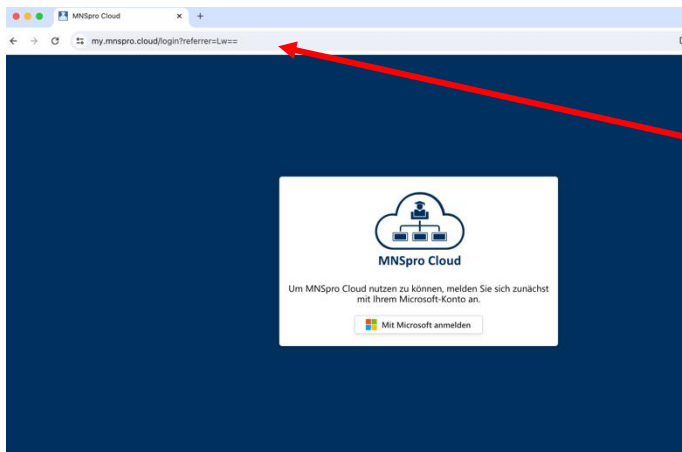 MNSpro Cloud
my.mnspro.cloud/login?referrer=Lw==
MNSpro Cloud
Um MNSpro Cloud nutzen zu können, melden Sie sich zunächst
mit Ihrem Microsoft-Konto an.
Mit Microsoft anmelden